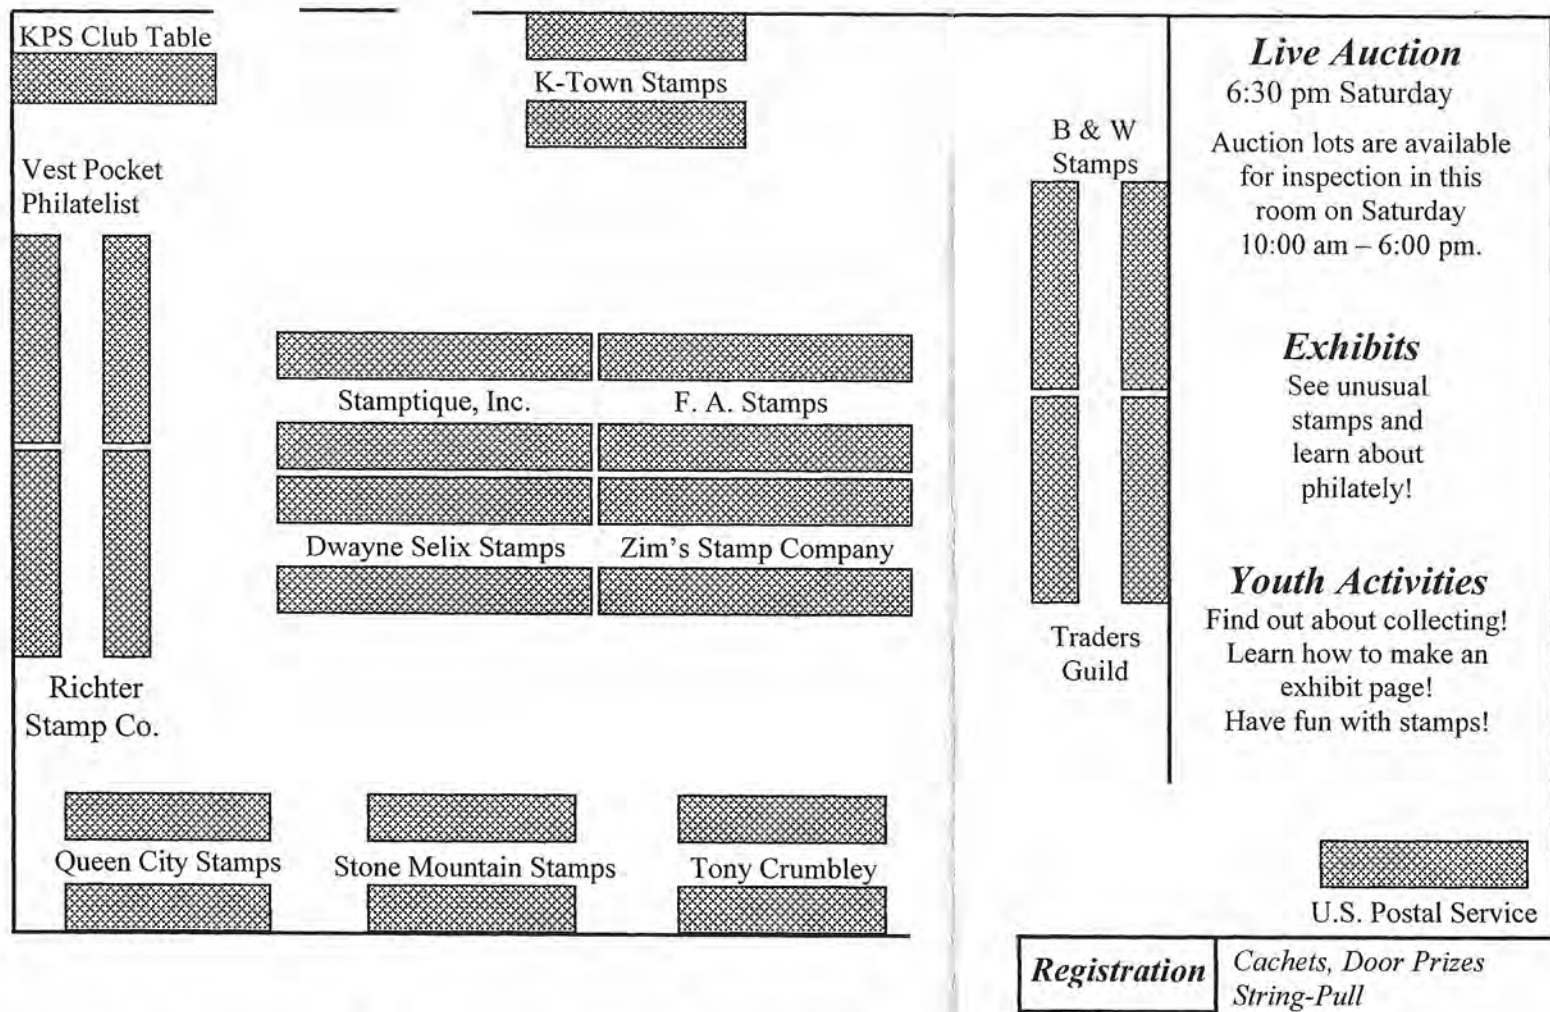 KPS Club Table
K-Town Stamps
Vest Pocket
Philatelist
B & W
Stamps
Stamptique, Inc.
F. A. Stamps
Dwayne Selix Stamps
Zim's Stamp Company
Richter
Stamp Co.
Traders
Guild
Queen City Stamps
Stone Mountain Stamps
Tony Crumbley
Live Auction
6:30 pm Saturday
Auction lots are available
for inspection in this
room on Saturday
10:00 am – 6:00 pm.
Exhibits
See unusual
stamps and
learn about
philately!
Youth Activities
Find out about collecting!
Learn how to make an
exhibit page!
Have fun with stamps!
U.S. Postal Service
Registration
Cachets, Door Prizes
String-Pull